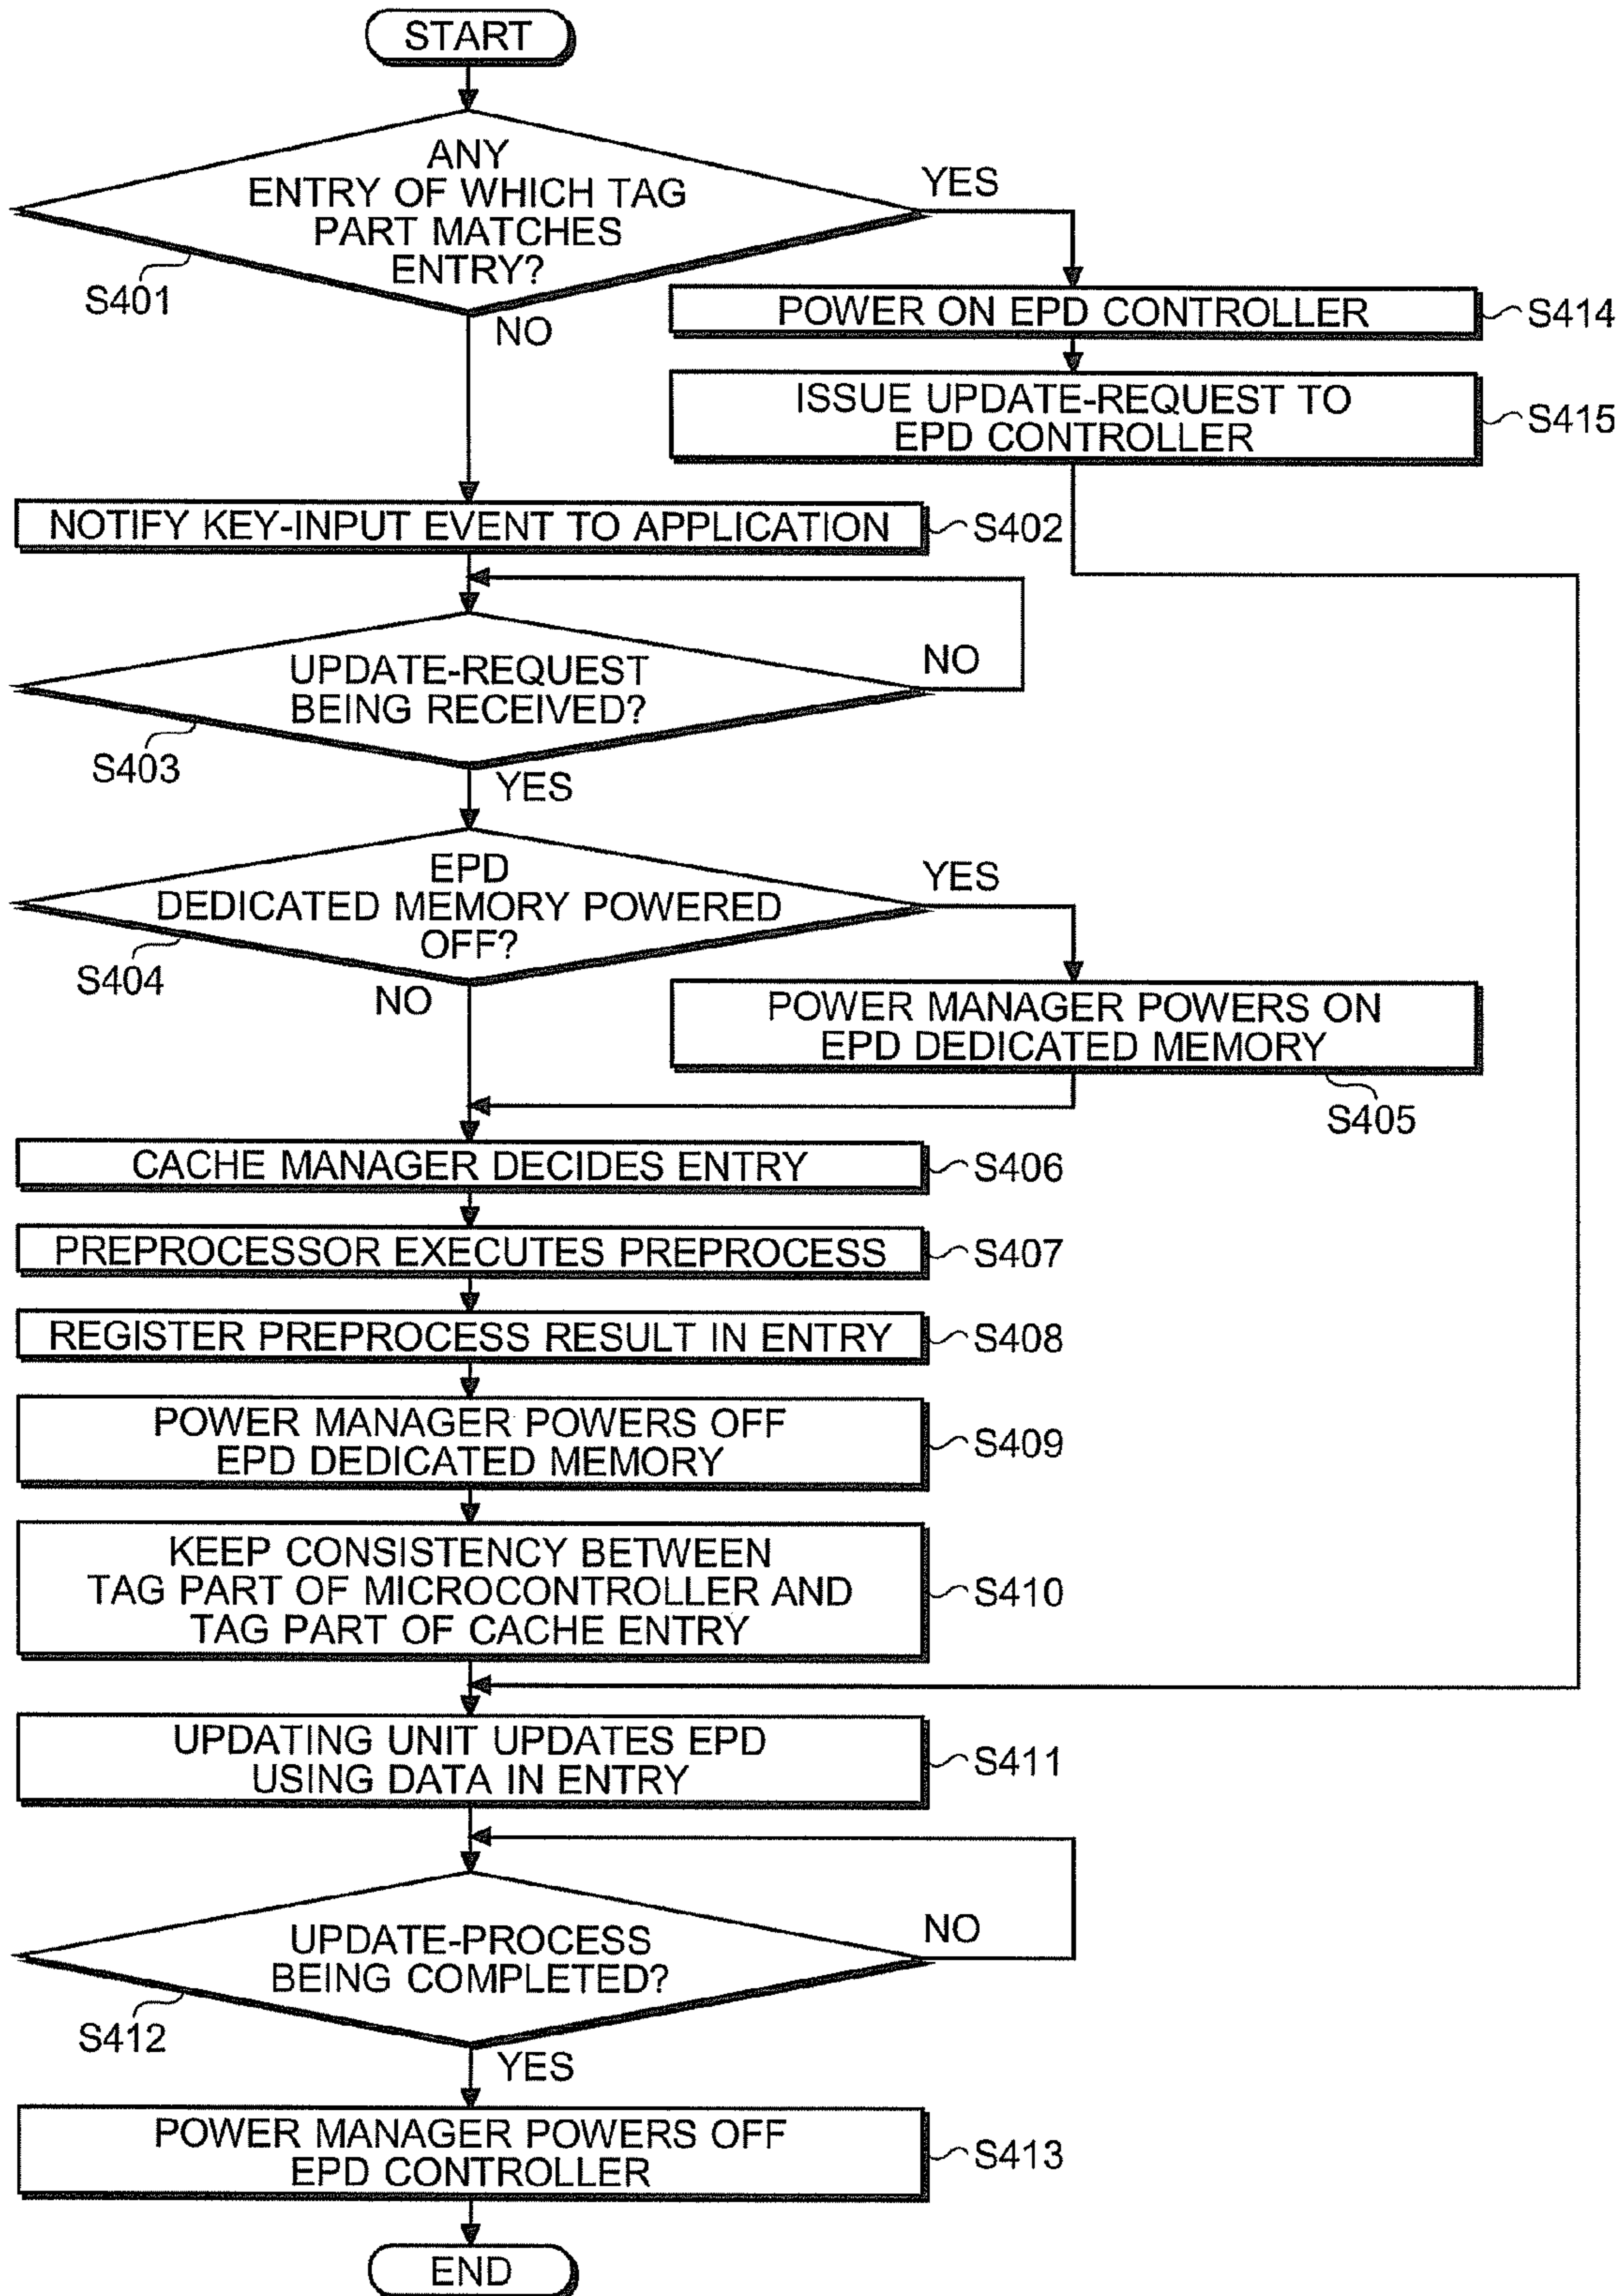 START
ANY
ENTRY OF WHICH TAG
PART MATCHES
ENTRY?
YES
S401
NO
POWER ON EPD CONTROLLER
S414
ISSUE UPDATE-REQUEST TO
EPD CONTROLLER
S415
NOTIFY KEY-INPUT EVENT TO APPLICATION
S402
UPDATE-REQUEST
BEING RECEIVED?
NO
S403
YES
EPD
DEDICATED MEMORY POWERED
OFF?
YES
S404
NO
POWER MANAGER POWERS ON
EPD DEDICATED MEMORY
S405
CACHE MANAGER DECIDES ENTRY
S406
PREPROCESSOR EXECUTES PREPROCESS
S407
REGISTER PREPROCESS RESULT IN ENTRY
S408
POWER MANAGER POWERS OFF
EPD DEDICATED MEMORY
S409
KEEP CONSISTENCY BETWEEN
TAG PART OF MICROCONTROLLER AND
TAG PART OF CACHE ENTRY
S410
UPDATING UNIT UPDATES EPD
USING DATA IN ENTRY
S411
UPDATE-PROCESS
BEING COMPLETED?
NO
S412
YES
POWER MANAGER POWERS OFF
EPD CONTROLLER
S413
END